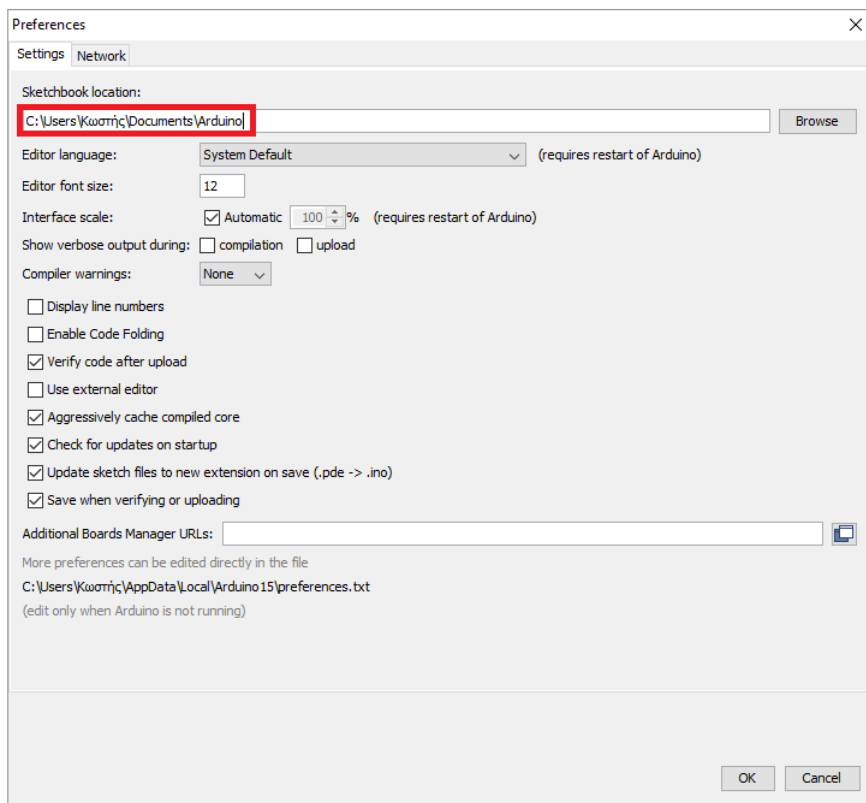 Preferences
Settings Network
Sketchbook location:
C:\Users\Κωστής\Documents\Arduino Browse
Editor language: System Default (requires restart of Arduino)
Editor font size: 12
Interface scale: Automatic 100 % (requires restart of Arduino)
Show verbose output during: compilation upload
Compiler warnings: None
Display line numbers
Enable Code Folding
Verify code after upload
Use external editor
Aggressively cache compiled core
Check for updates on startup
Update sketch files to new extension on save (.pde -> .ino)
Save when verifying or uploading
Additional Boards Manager URLs:
More preferences can be edited directly in the file
C:\Users\Κωστής\AppData\Local\Arduino15\preferences.txt
(edit only when Arduino is not running)
OK Cancel